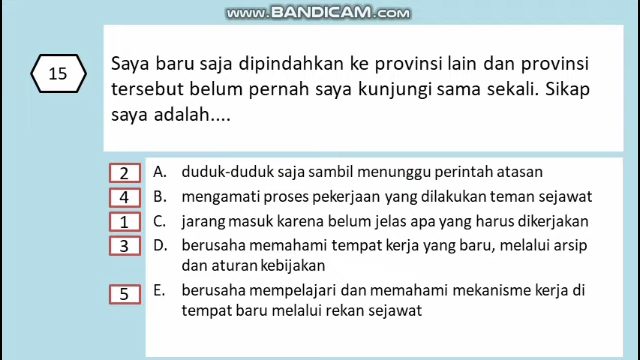 www.BANDICAM.com
15
Saya baru saja dipindahkan ke provinsi lain dan provinsi
tersebut belum pernah saya kunjungi sama sekali. Sikap
saya adalah....
2 A. duduk-duduk saja sambil menunggu perintah atasan
4 B. mengamati proses pekerjaan yang dilakukan teman sejawat
1 C. jarang masuk karena belum jelas apa yang harus dikerjakan
3 D. berusaha memahami tempat kerja yang baru, melalui arsip
dan aturan kebijakan
5 E. berusaha mempelajari dan memahami mekanisme kerja di
tempat baru melalui rekan sejawat